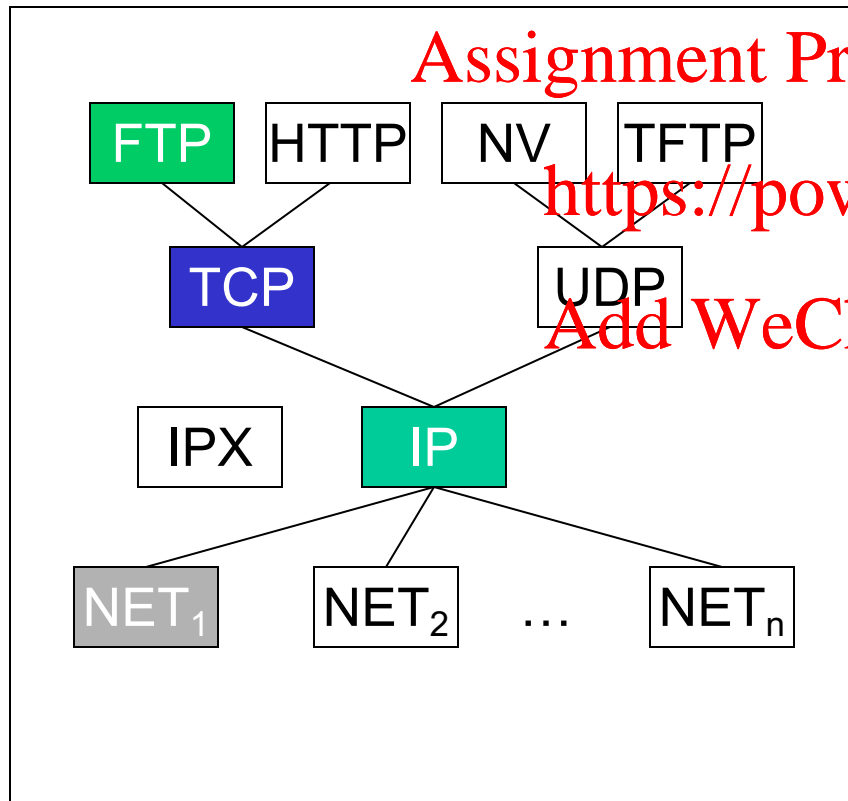 Assignment Pr
FTP HTTP NV TFTP
https://pow
TCP UDP
Add WeCh
IPX IP
NET₁ NET₂ … NETₙ